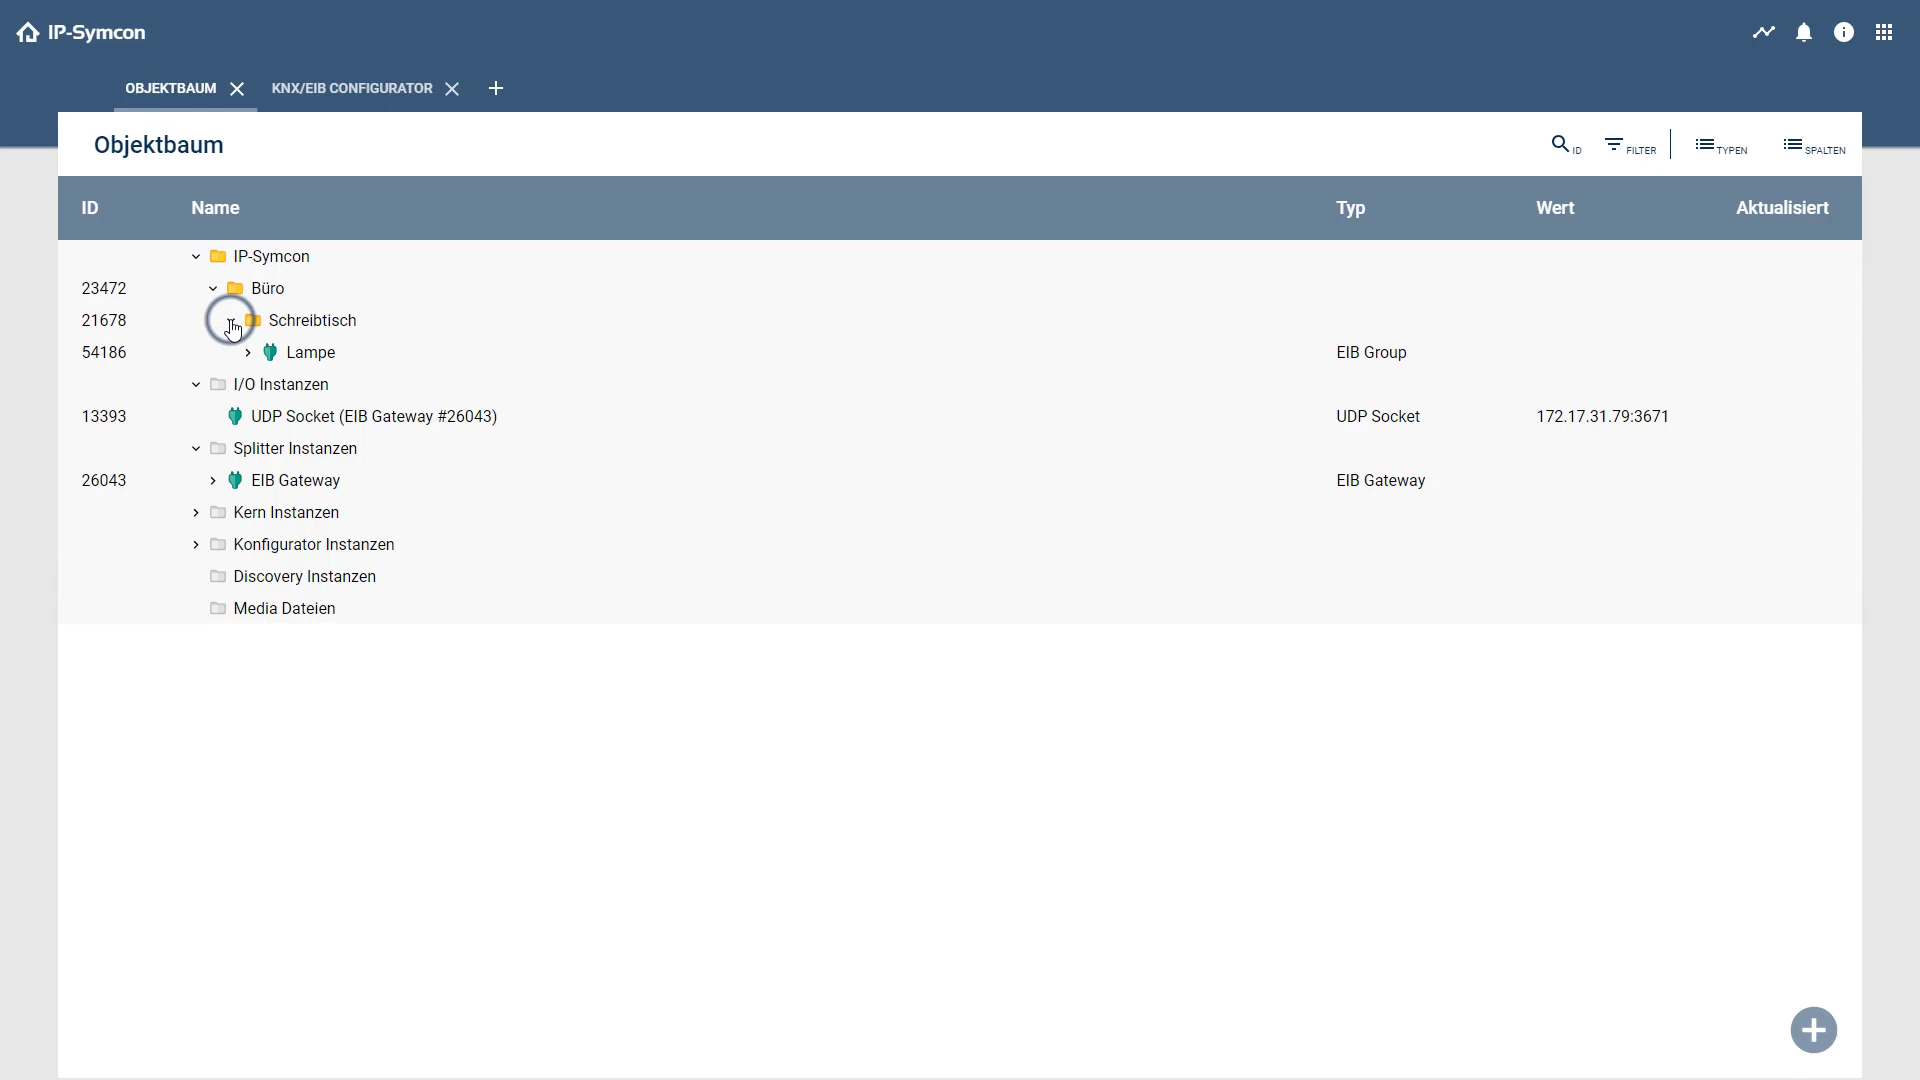 IP-Symcon
OBJEKTBAUM KNX/EIB CONFIGURATOR
Objektbaum ID FILTER TYPEN SPALTEN
ID Name Typ Wert Aktualisiert
IP-Symcon
23472 Büro
21678 Schreibtisch
54186 Lampe EIB Group
I/O Instanzen
13393 UDP Socket (EIB Gateway #26043) UDP Socket 172.17.31.79:3671
Splitter Instanzen
26043 EIB Gateway EIB Gateway
Kern Instanzen
Konfigurator Instanzen
Discovery Instanzen
Media Dateien